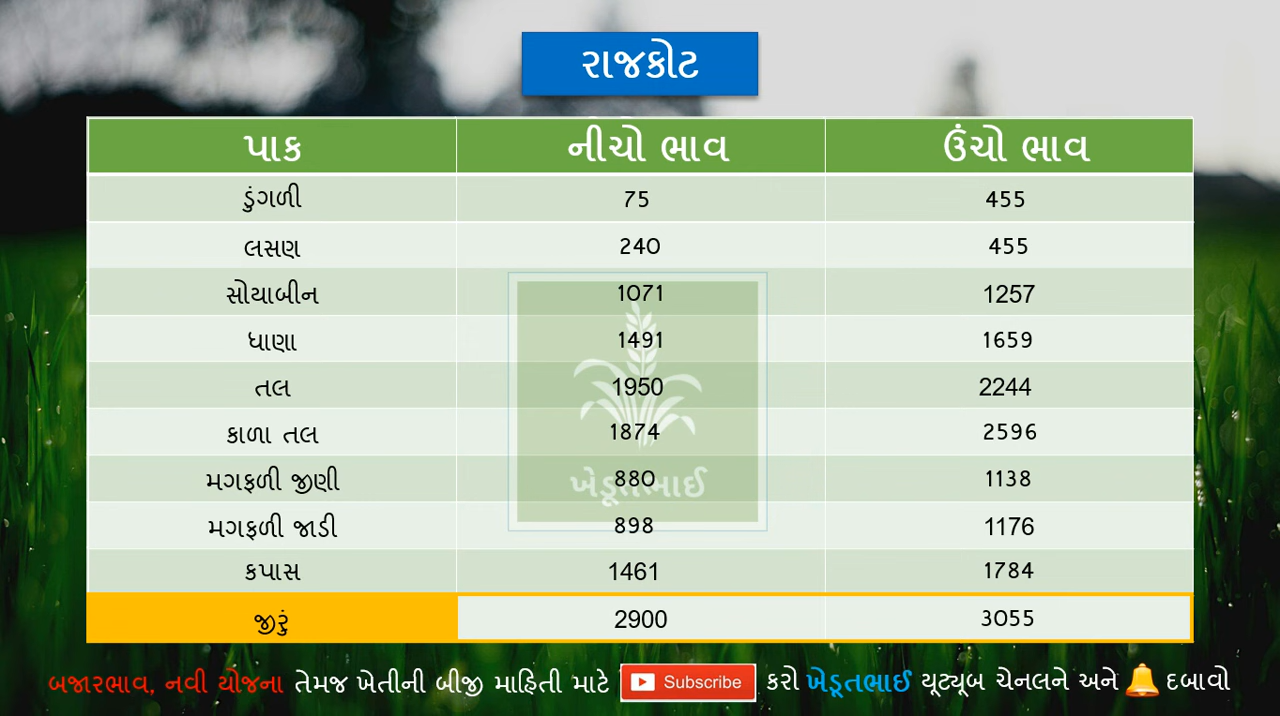 રાજકોટ
પાક નીચો ભાવ ઉંચો ભાવ
ડુંગળી 75 455
લસણ 240 455
સોયાબીન 1071 1257
ધાણા 1491 1659
તલ 1950 2244
કાળા તલ 1874 2596
મગફળી જીણી 880 1138
ખેડૂતભાઈ
મગફળી જાડી 898 1176
કપાસ 1461 1784
જીરું 2900 3055
બજારભાવ, નવી યોજના તેમજ ખેતીની બીજી માહિતી માટે Subscribe કરો ખેડૂતભાઈ યૂટ્યૂબ ચેનલને અને દબાવો